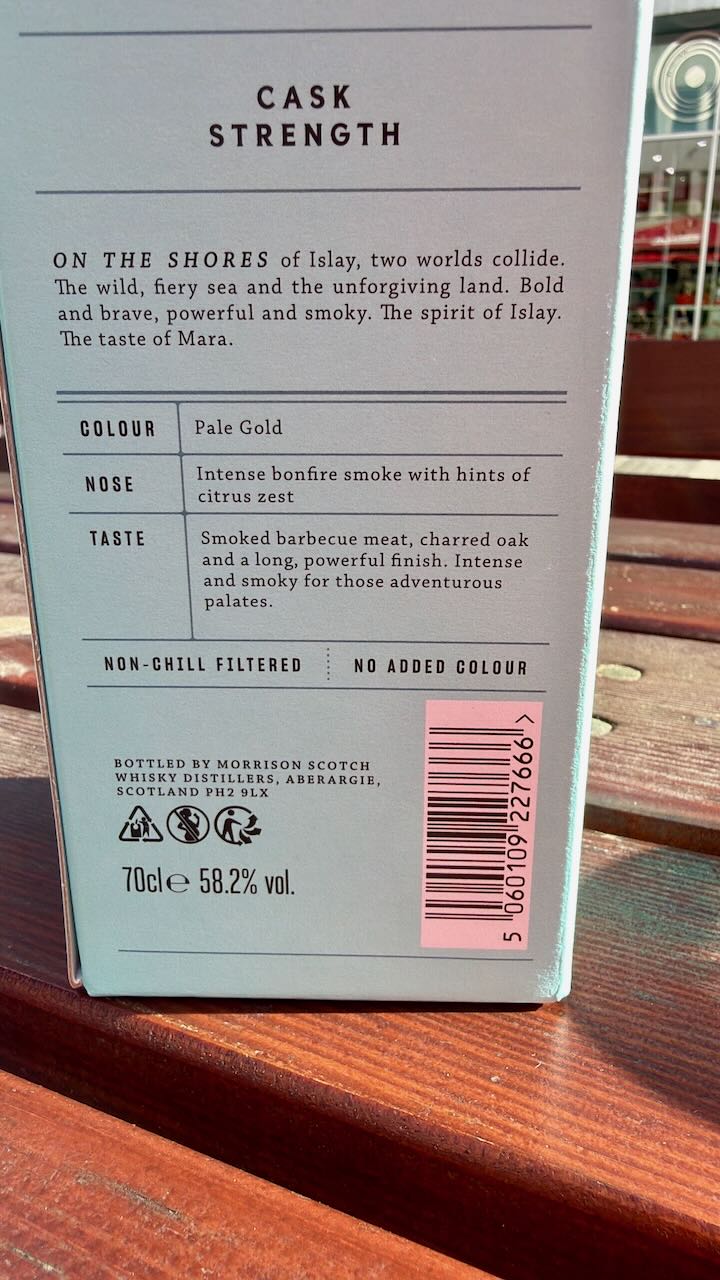 CASK
STRENGTH
ON THE SHORES of Islay, two worlds collide.
The wild, fiery sea and the unforgiving land. Bold
and brave, powerful and smoky. The spirit of Islay.
The taste of Mara.
COLOUR Pale Gold
NOSE Intense bonfire smoke with hints of
citrus zest
TASTE Smoked barbecue meat, charred oak
and a long, powerful finish. Intense
and smoky for those adventurous
palates.
NON-CHILL FILTERED NO ADDED COLOUR
BOTTLED BY MORRISON SCOTCH
WHISKY DISTILLERS, ABERARGIE,
SCOTLAND PH2 9LX
70cl e 58.2% vol.
5 060109 227666 >